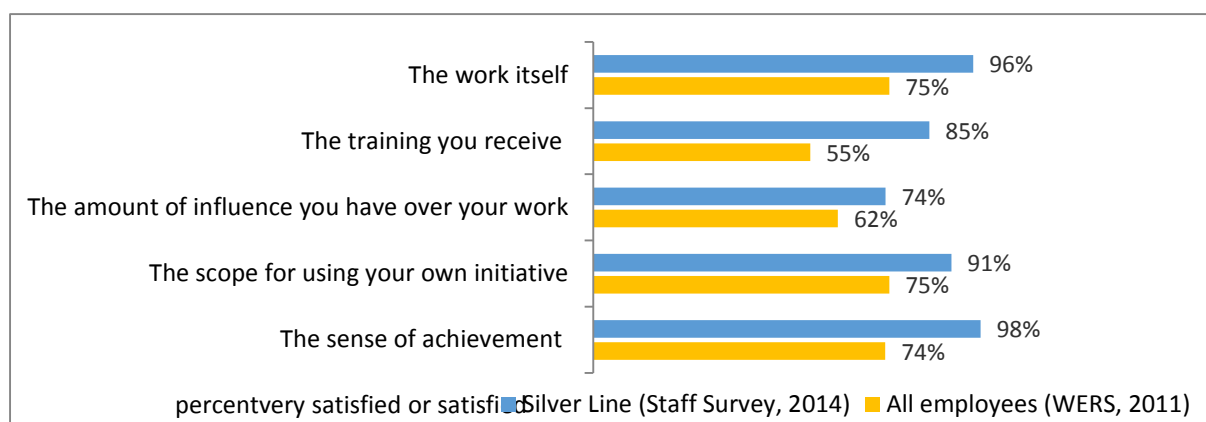 The work itself 96%
75%
The training you receive 85%
55%
The amount of influence you have over your work 74%
62%
The scope for using your own initiative 91%
75%
The sense of achievement 98%
74%
percentvery satisfied or satisfied Silver Line (Staff Survey, 2014) All employees (WERS, 2011)